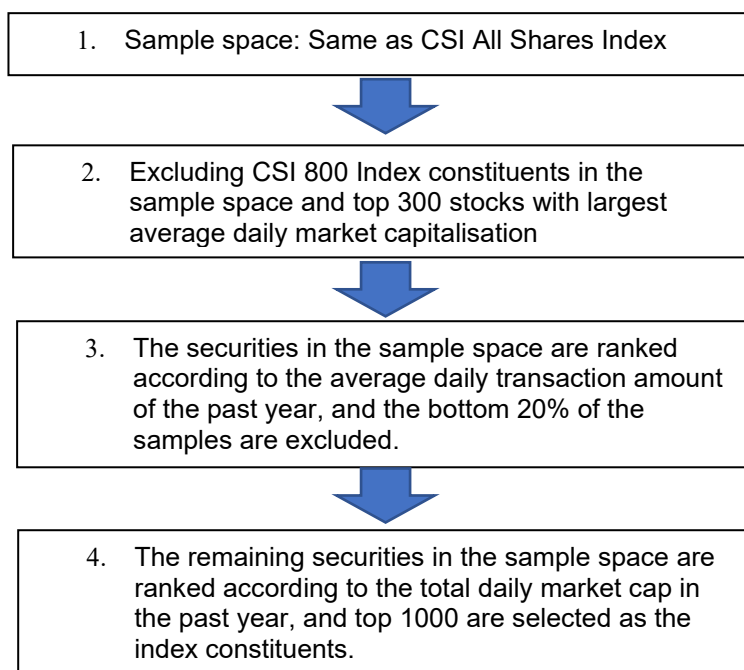 1. Sample space: Same as CSI All Shares Index
2. Excluding CSI 800 Index constituents in the
sample space and top 300 stocks with largest
average daily market capitalisation
3. The securities in the sample space are ranked
according to the average daily transaction amount
of the past year, and the bottom 20% of the
samples are excluded.
4. The remaining securities in the sample space are
ranked according to the total daily market cap in
the past year, and top 1000 are selected as the
index constituents.